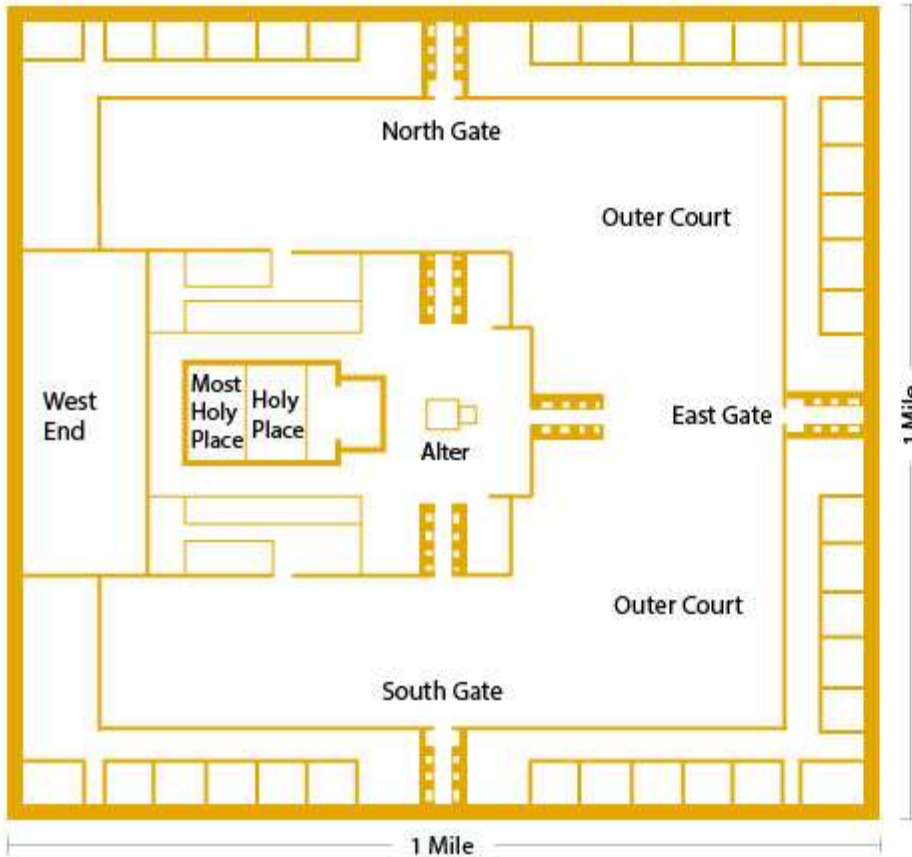 North Gate
Outer Court
West
End
Most
Holy
Place
Holy
Place
Alter
East Gate
1 Mile
Outer Court
South Gate
1 Mile